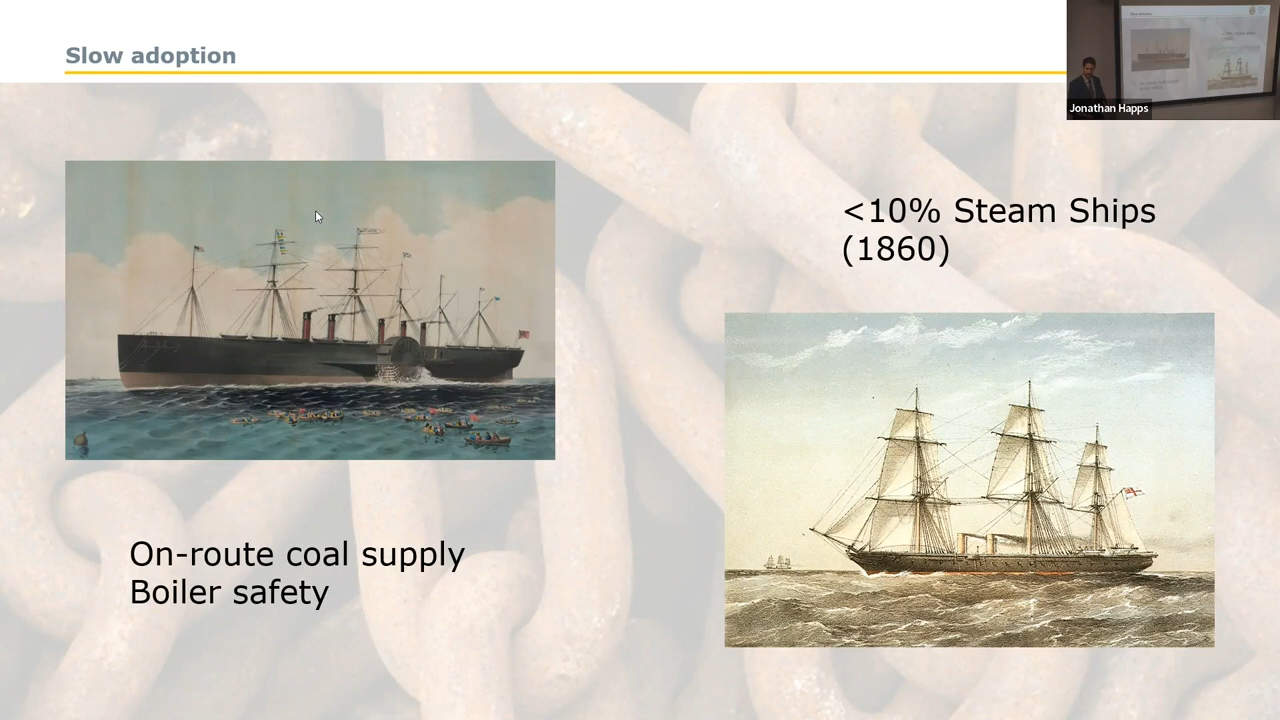 Slow adoption
Jonathan Happs
<10% Steam Ships
(1860)
On-route coal supply
Boiler safety